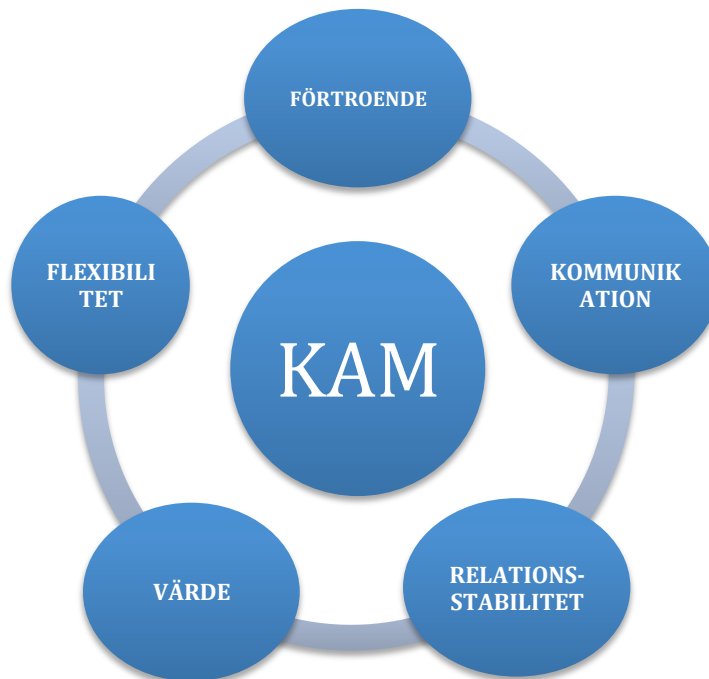 FÖRTROENDE
KOMMUNIK
ATION
RELATIONS-
STABILITET
VÄRDE
FLEXIBILI
TET
KAM